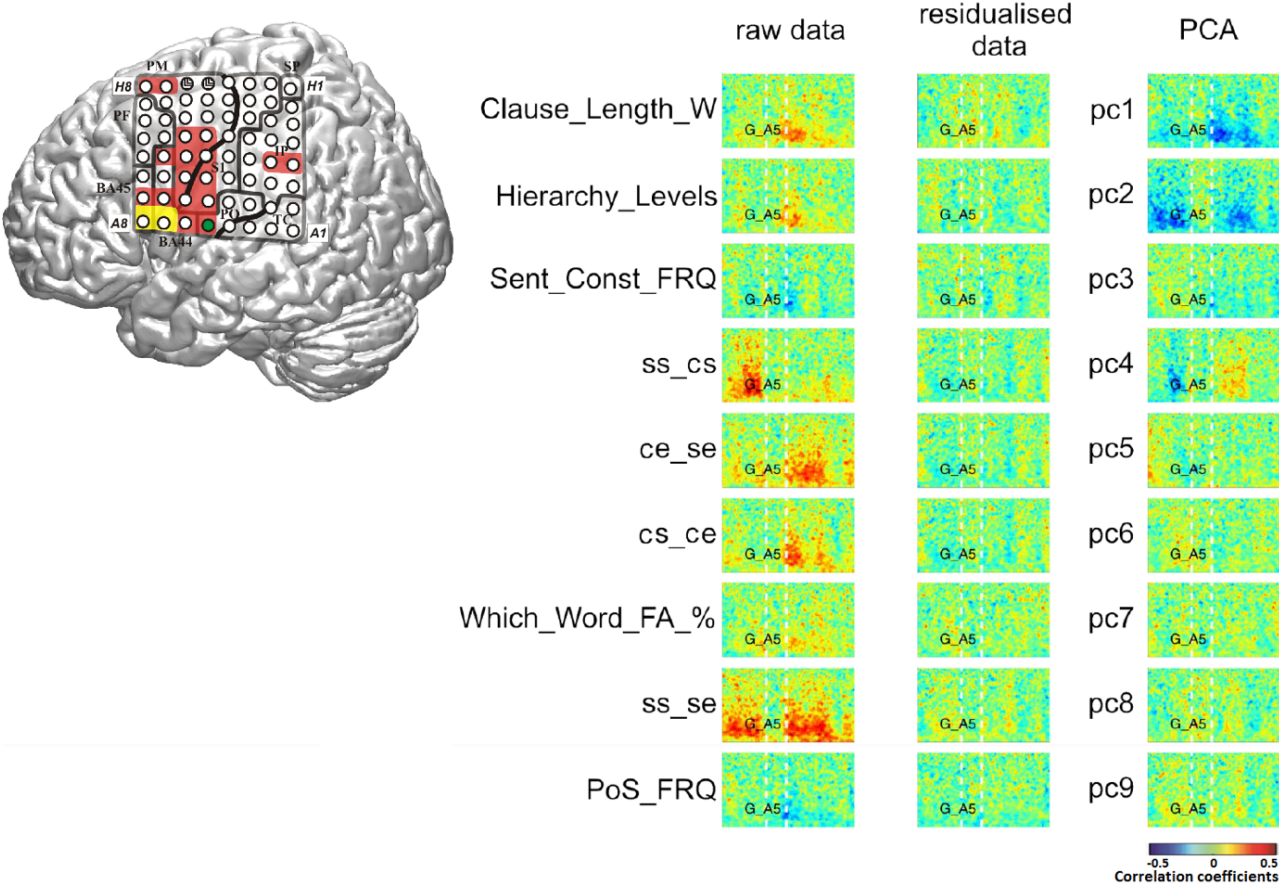 raw data
residualised
data
PCA
PM
SP
H8
H1
PF
IP
S1
BA45
A8
PO
TC
BA44
A1
Clause_Length_W
G_A5
G_A5
pc1
G_A5
Hierarchy_Levels
G_A5
G_A5
pc2
G_A5
Sent_Const_FRQ
G_A5
G_A5
pc3
G_A5
ss_cs
G_A5
G_A5
pc4
G_A5
ce_se
G_A5
G_A5
pc5
G_A5
cs_ce
G_A5
G_A5
pc6
G_A5
Which_Word_FA_%
G_A5
G_A5
pc7
G_A5
ss_se
G_A5
G_A5
pc8
G_A5
PoS_FRQ
G_A5
G_A5
pc9
G_A5
-0.5 0 0.5
Correlation coefficients